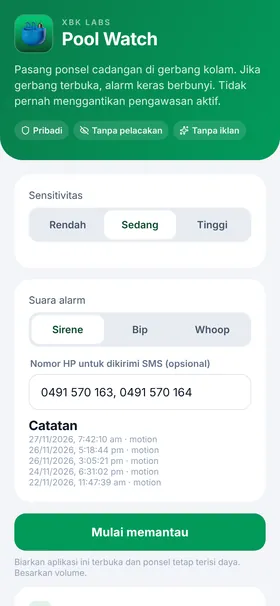 XBK LABS
Pool Watch
Pasang ponsel cadangan di gerbang kolam. Jika
gerbang terbuka, alarm keras berbunyi. Tidak
pernah menggantikan pengawasan aktif.
Pribadi
Tanpa pelacakan
Tanpa iklan
Sensitivitas
Rendah
Sedang
Tinggi
Suara alarm
Sirene
Bip
Whoop
Nomor HP untuk dikirimi SMS (opsional)
0491 570 163, 0491 570 164
Catatan
27/11/2026, 7:42:10 am · motion
26/11/2026, 5:18:44 pm · motion
26/11/2026, 3:05:21 pm · motion
24/11/2026, 6:31:02 pm · motion
22/11/2026, 11:47:39 am · motion
Mulai memantau
Biarkan aplikasi ini terbuka dan ponsel tetap terisi daya.
Besarkan volume.